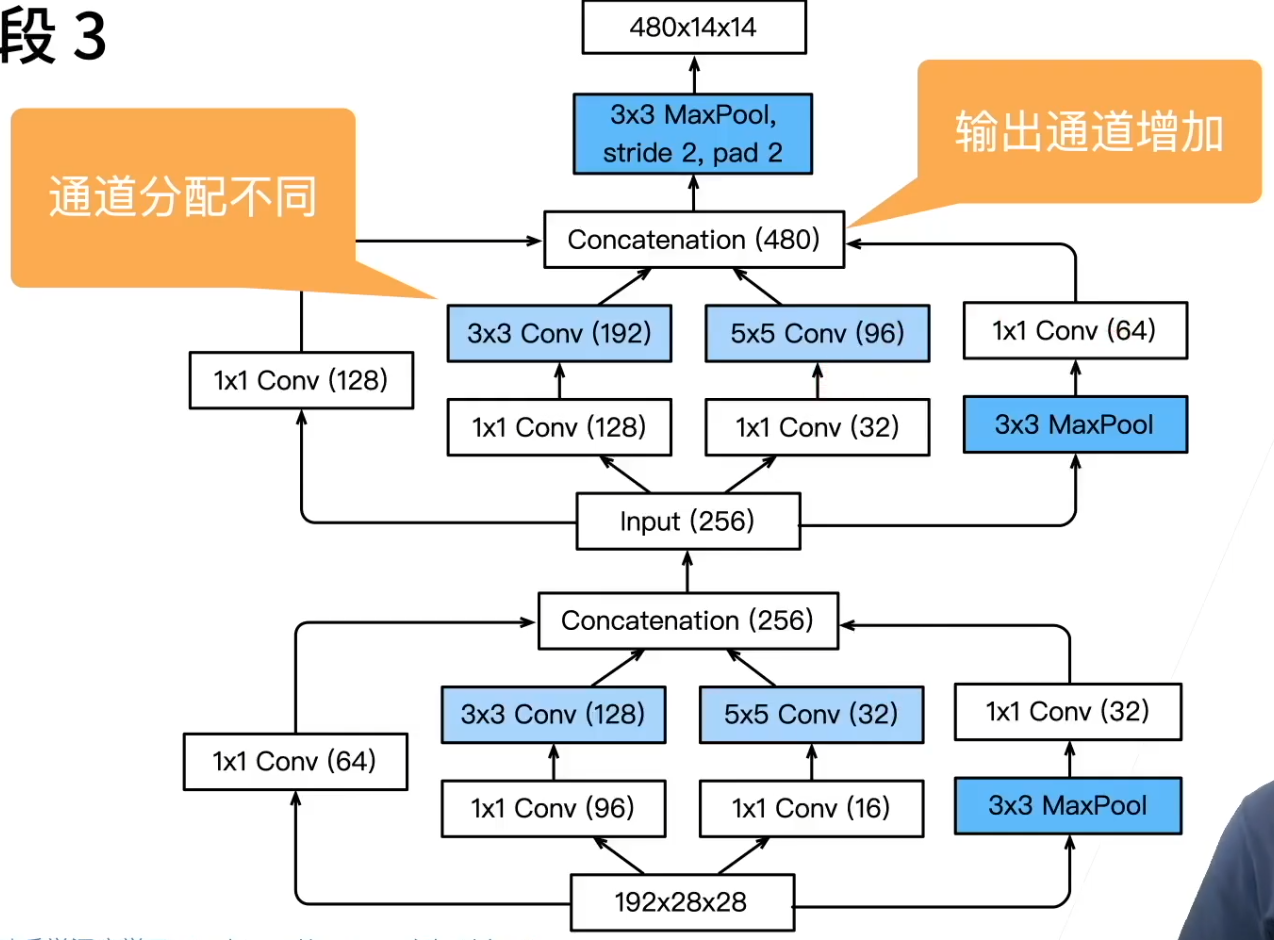 段 3
480x14x14
3x3 MaxPool,
stride 2, pad 2
输出通道增加
通道分配不同
Concatenation (480)
3x3 Conv (192)
5x5 Conv (96)
1x1 Conv (64)
1x1 Conv (128)
1x1 Conv (128)
1x1 Conv (32)
3x3 MaxPool
Input (256)
Concatenation (256)
3x3 Conv (128)
5x5 Conv (32)
1x1 Conv (32)
1x1 Conv (64)
1x1 Conv (96)
1x1 Conv (16)
3x3 MaxPool
192x28x28